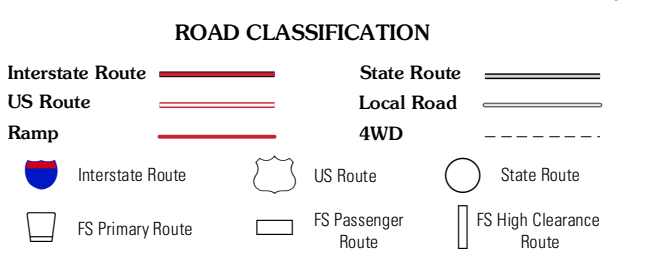 ROAD CLASSIFICATION
Interstate Route
State Route
US Route
Local Road
Ramp
4WD
Interstate Route
US Route
State Route
FS Primary Route
FS Passenger
Route
FS High Clearance
Route